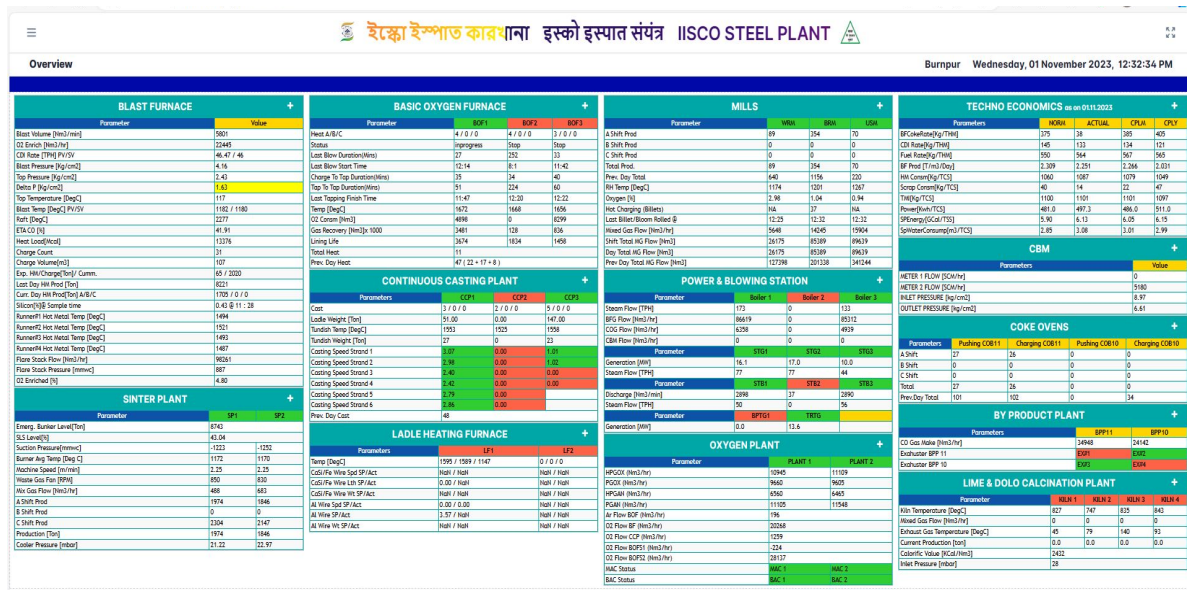 ইস্কো ইস্পাত কারখানা इस्को इस्पात संयंत्र IISCO STEEL PLANT
Overview
Burnpur Wednesday, 01 November 2023, 12:32:34 PM
BLAST FURNACE +
Parameter Value
Blast Volume [Nm3/min] 5801
O2 Enrich [Nm3/hr] 22445
CDI Rate [TPH] PV/SV 46.47 / 46
Blast Pressure [Kg/cm2] 4.16
Top Pressure [Kg/cm2] 2.43
Delta P [Kg/cm2] 1.63
Top Temperature [DegC] 117
Blast Temp [DegC] PV/SV 1182 / 1180
Raft [DegC] 2277
ETA CO [%] 41.91
Heat Load[Mcal] 13376
Charge Count 31
Charge Volume[m3] 107
Exp. HM/Charge[Ton]/ Cumm. 65 / 2020
Last Day HM Prod [Ton] 8221
Curr. Day HM Prod[Ton] A/B/C 1705 / 0 / 0
Silicon[%]@ Sample time 0.43 @ 11 : 28
Runner#1 Hot Metal Temp [DegC] 1494
Runner#2 Hot Metal Temp [DegC] 1521
Runner#3 Hot Metal Temp [DegC] 1493
Runner#4 Hot Metal Temp [DegC] 1487
Flare Stack Flow [Nm3/hr] 98261
Flare Stack Pressure [mmwc] 887
O2 Enriched [%] 4.80
SINTER PLANT +
Parameter SP1 SP2
Emerg. Bunker Level[Ton] 8743
SLS Level[%] 43.04
Suction Pressure[mmwc] -1223 -1252
Burner Avg Temp [Deg C] 1172 1170
Machine Speed [m/min] 2.25 2.25
Waste Gas Fan [RPM] 850 830
Mix Gas Flow [Nm3/hr] 488 683
A Shift Prod 1974 1846
B Shift Prod 0 0
C Shift Prod 2304 2147
Production [Ton] 1974 1846
Cooler Pressure [mbar] 21.22 22.97
BASIC OXYGEN FURNACE +
Parameter BOF1 BOF2 BOF3
Heat A/B/C 4 / 0 / 0 4 / 0 / 0 3 / 0 / 0
Status inprogress Stop Stop
Last Blow Duration(Mins) 27 252 33
Last Blow Start Time 12:14 8:1 11:42
Charge To Tap Duration(Mins) 35 34 40
Tap To Tap Duration(Mins) 51 224 60
Last Tapping Finish Time 11:47 12:20 12:22
Temp [DegC] 1672 1668 1656
O2 Consm [Nm3] 4898 0 8299
Gas Recovery [Nm3]x 1000 3481 128 836
Lining Life 3674 1834 1458
Total Heat 11
Prev. Day Heat 47 ( 22 + 17 + 8 )
CONTINUOUS CASTING PLANT +
Parameters CCP1 CCP2 CCP3
Cast 3 / 0 / 0 2 / 0 / 0 5 / 0 / 0
Ladle Weight [Ton] 51.00 0.00 147.00
Tundish Temp [DegC] 1553 1525 1558
Tundish Weight [Ton] 27 0 23
Casting Speed Strand 1 3.07 0.00 1.01
Casting Speed Strand 2 2.98 0.00 1.02
Casting Speed Strand 3 2.40 0.00 0.00
Casting Speed Strand 4 2.42 0.00 0.00
Casting Speed Strand 5 2.79 0.00
Casting Speed Strand 6 2.86 0.00
Prev. Day Cast 48
LADLE HEATING FURNACE +
Parameters LF1 LF2
Temp [DegC] 1595 / 1589 / 1147 0 / 0 / 0
CaSi/Fe Wire Spd SP/Act NaN / NaN NaN / NaN
CaSi/Fe Wire Lth SP/Act 0.00 / NaN NaN / NaN
CaSi/Fe Wire Wt SP/Act NaN / NaN NaN / NaN
Al Wire Spd SP/Act 0.00 / 0.00 NaN / NaN
Al Wire SP/Act 3.57 / NaN NaN / NaN
Al Wire Wt SP/Act NaN / NaN NaN / NaN
MILLS +
Parameter WRM BRM USM
A Shift Prod 89 354 70
B Shift Prod 0 0 0
C Shift Prod 0 0 0
Total Prod. 89 354 70
Prev. Day Total 640 1156 220
RH Temp [DegC] 1174 1201 1267
Oxygen [%] 2.98 1.04 0.94
Hot Charging (Billets) NA 37 NA
Last Billet/Bloom Rolled @ 12:25 12:32 12:32
Mixed Gas Flow [Nm3/hr] 5648 14245 15904
Shift Total MG Flow [Nm3] 26175 85389 89639
Day Total MG Flow [Nm3] 26175 85389 89639
Prev Day Total MG Flow [Nm3] 127398 201338 341244
POWER & BLOWING STATION +
Parameter Boiler 1 Boiler 2 Boiler 3
Steam Flow [TPH] 173 0 133
BFG Flow [Nm3/hr] 86619 0 85312
COG Flow [Nm3/hr] 6358 0 4939
CBM Flow [Nm3/hr] 0 0 0
Parameter STG1 STG2 STG3
Generation [MW] 16.1 17.0 10.0
Steam Flow [TPH] 77 77 44
Parameter STB1 STB2 STB3
Discharge [Nm3/min] 2898 37 2890
Steam Flow [TPH] 50 0 56
Parameter BPTG1 TRTG
Generation [MW] 0.0 13.6
OXYGEN PLANT +
Parameter PLANT 1 PLANT 2
HPGOX (Nm3/hr) 10945 11109
PGOX (Nm3/hr) 9660 9605
HPGAN (Nm3/hr) 6560 6465
PGAN (Nm3/hr) 11105 11548
Ar Flow BOF (Nm3/hr) 196
O2 Flow BF (Nm3/hr) 20268
O2 Flow CCP (Nm3/hr) 1259
O2 Flow BOFS1 (Nm3/hr) -224
O2 Flow BOFS2 (Nm3/hr) 28137
MAC Status MAC 1 MAC 2
BAC Status BAC 1 BAC 2
TECHNO ECONOMICS as on 01.11.2023 +
Parameters NORM ACTUAL CPLM CPLY
BFCokeRate[Kg/THM] 375 38 385 405
CDI Rate[Kg/THM] 145 133 134 121
Fuel Rate[Kg/THM] 550 564 567 565
BF Prod [T/m3/Day] 2.309 2.291 2.266 2.031
HM Consm[Kg/TCS] 1060 1087 1079 1049
Scrap Consm[Kg/TCS] 40 14 22 47
TMI[Kg/TCS] 1100 1101 1101 1097
Power[Kwh/TCS] 481.0 497.3 486.0 511.0
SPEnergy[GCal/TSS] 5.90 6.13 6.05 6.15
SpWaterConsump[m3/TCS] 2.85 3.08 3.01 2.99
CBM +
Parameters Value
METER 1 FLOW [SCM/hr] 0
METER 2 FLOW [SCM/hr] 5180
INLET PRESSURE [kg/cm2] 8.97
OUTLET PRESSURE [kg/cm2] 6.61
COKE OVENS +
Parameters Pushing COB11 Charging COB11 Pushing COB10 Charging COB10
A Shift 27 26 0 0
B Shift 0 0 0 0
C Shift 0 0 0 0
Total 27 26 0 0
Prev.Day Total 101 102 0 34
BY PRODUCT PLANT +
Parameters BPP11 BPP10
CO Gas Make [Nm3/hr] 34948 24142
Exchuster BPP 11 EX#1 EX#2
Exchuster BPP 10 EX#3 EX#4
LIME & DOLO CALCINATION PLANT +
Parameter KILN 1 KILN 2 KILN 3 KILN 4
Kiln Temperature [DegC] 827 747 835 843
Mixed Gas Flow [Nm3/hr] 0 0 0 0
Exhaust Gas Temperature [DegC] 45 79 140 93
Current Production [ton] 0.0 0.0 0.0 0.0
Calorific Value [KCal/Nm3] 2432
Inlet Pressure [mbar] 28